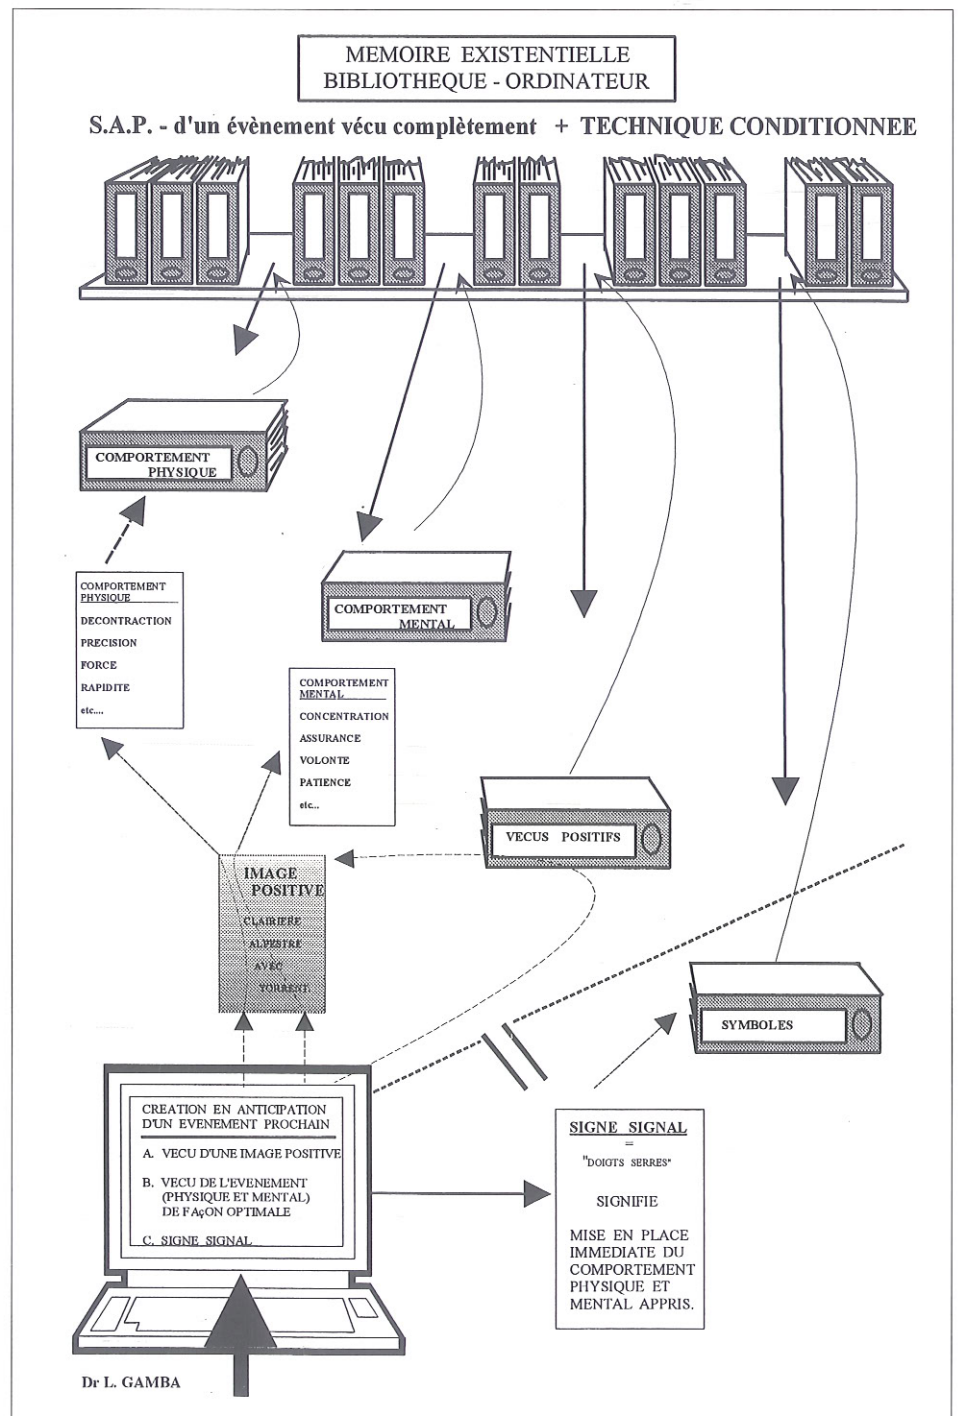 MEMOIRE EXISTENTIELLE
BIBLIOTHEQUE - ORDINATEUR
S.A.P. - d'un évènement vécu complètement + TECHNIQUE CONDITIONNEE
COMPORTEMENT
PHYSIQUE
COMPORTEMENT
MENTAL
COMPORTEMENT
PHYSIQUE
DECONTRACTION
PRECISION
FORCE
RAPIDITE
etc....
COMPORTEMENT
MENTAL
CONCENTRATION
ASSURANCE
VOLONTE
PATIENCE
etc...
VECUS POSITIFS
IMAGE
POSITIVE
CLAIRIERE
ALPESTRE
AVEC
TORRENT.
SYMBOLES
CREATION EN ANTICIPATION
D'UN EVENEMENT PROCHAIN
A. VECU D'UNE IMAGE POSITIVE
B. VECU DE L'EVENEMENT
(PHYSIQUE ET MENTAL)
DE FAçON OPTIMALE
C. SIGNE SIGNAL
SIGNE SIGNAL
=
"DOIGTS SERRES"
SIGNIFIE
MISE EN PLACE
IMMEDIATE DU
COMPORTEMENT
PHYSIQUE ET
MENTAL APPRIS.
Dr L. GAMBA